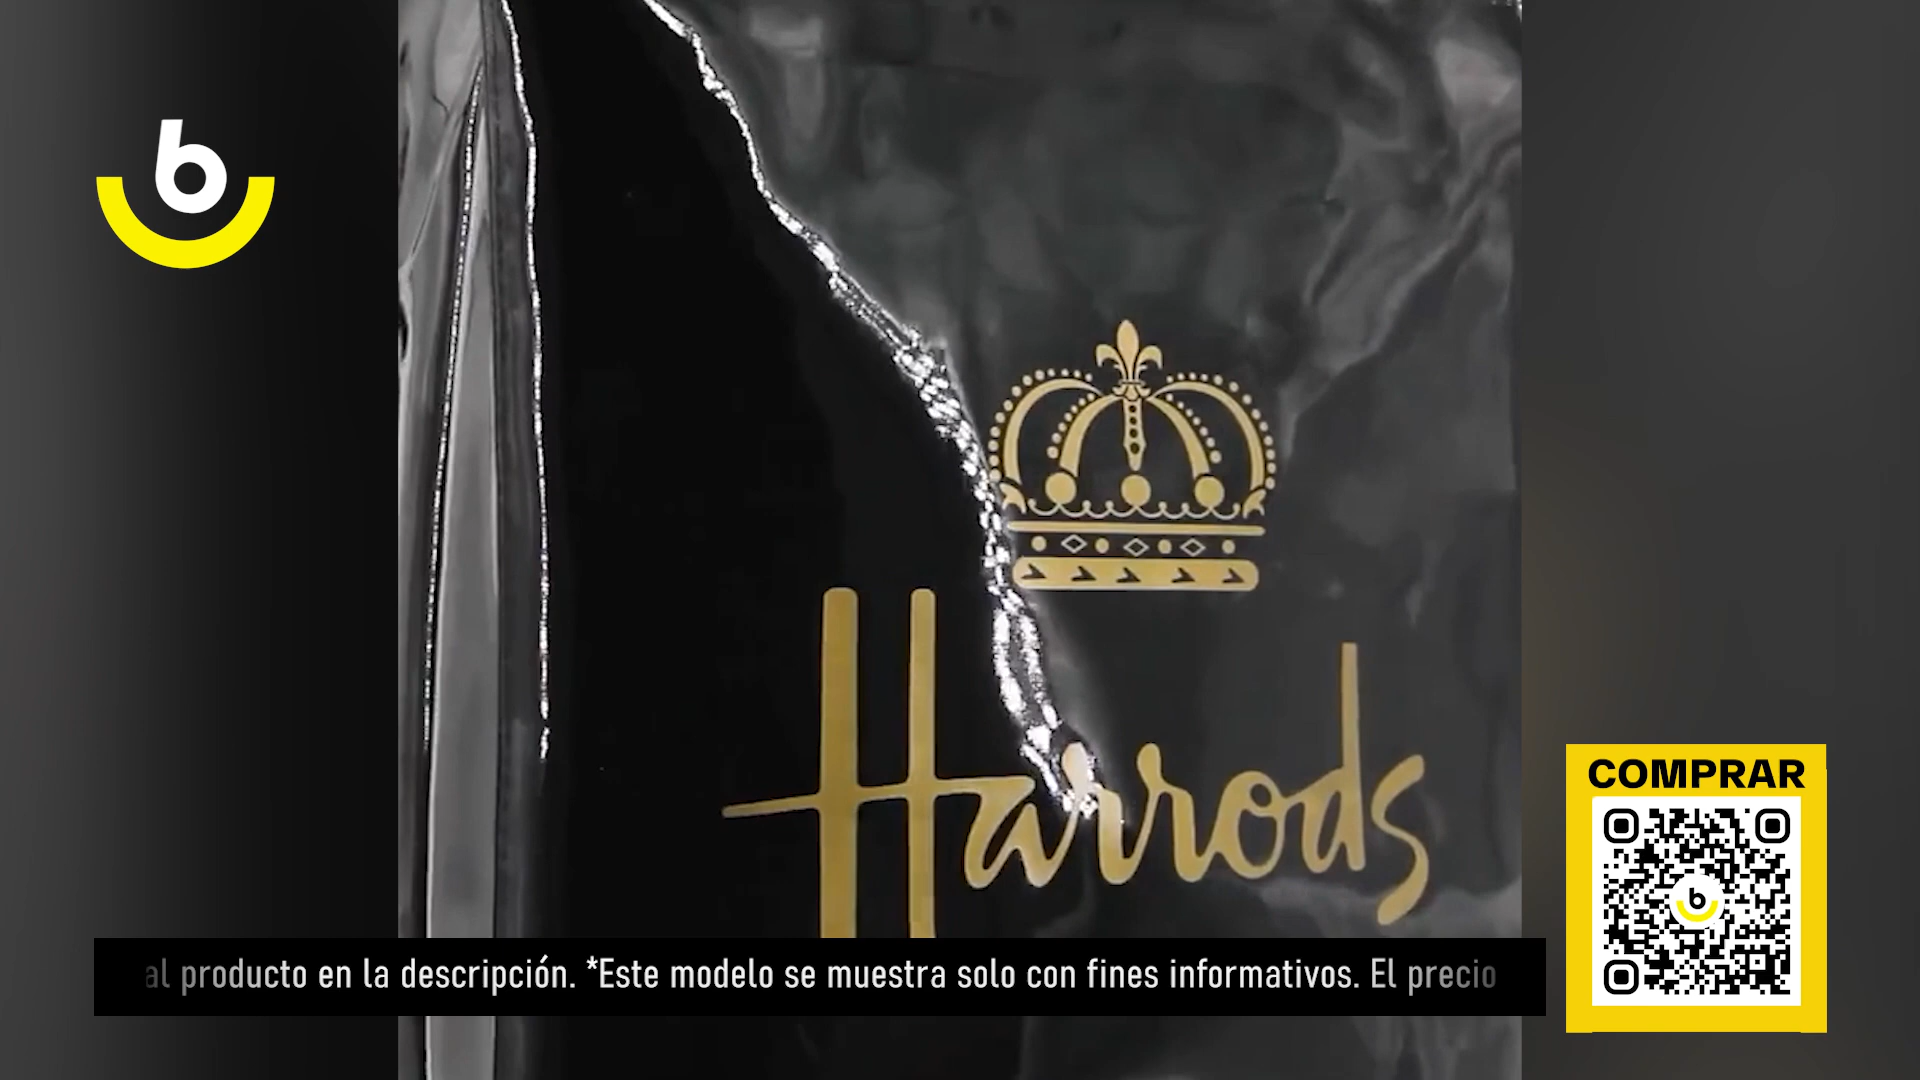 b
Harrods
COMPRAR
b
al producto en la descripción. *Este modelo se muestra solo con fines informativos. El precio